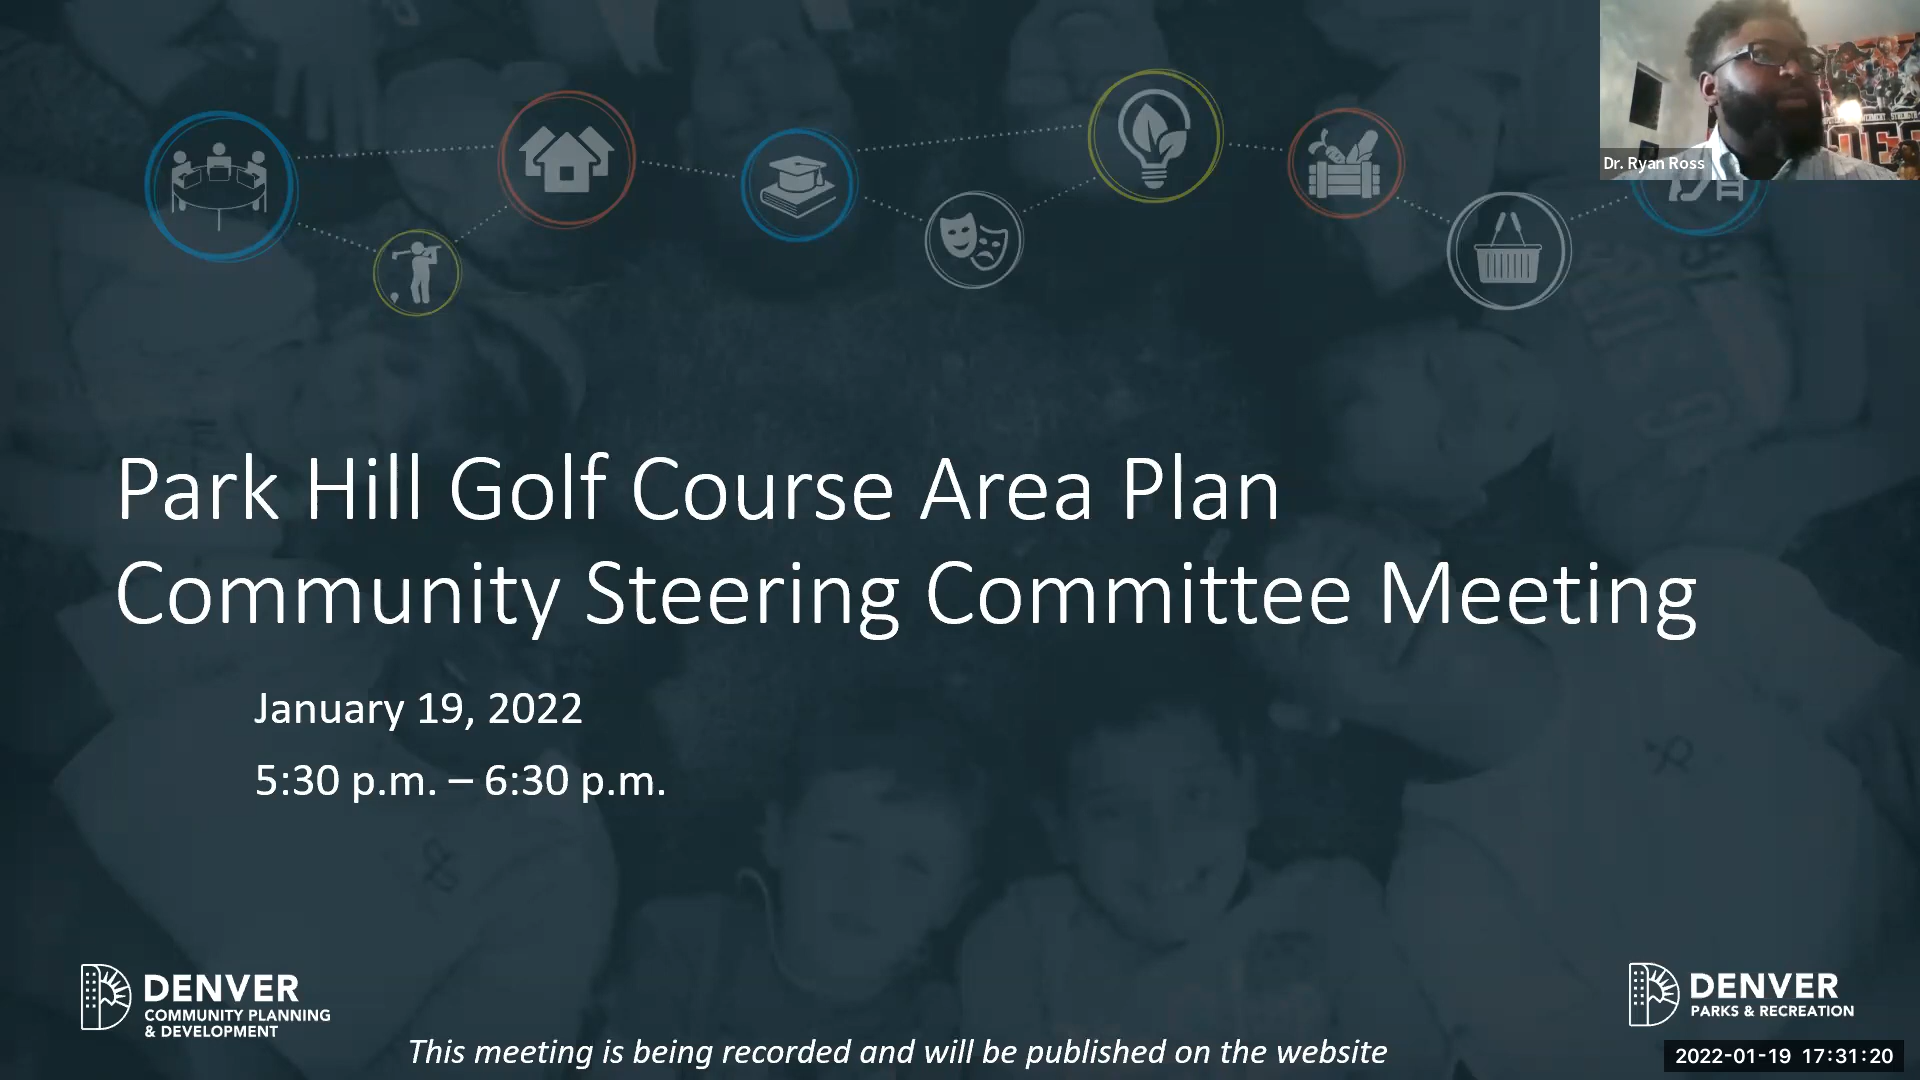 Dr. Ryan Ross
Park Hill Golf Course Area Plan
Community Steering Committee Meeting
January 19, 2022
5:30 p.m. – 6:30 p.m.
DENVER
COMMUNITY PLANNING
& DEVELOPMENT
DENVER
PARKS & RECREATION
This meeting is being recorded and will be published on the website
2022-01-19 17:31:20